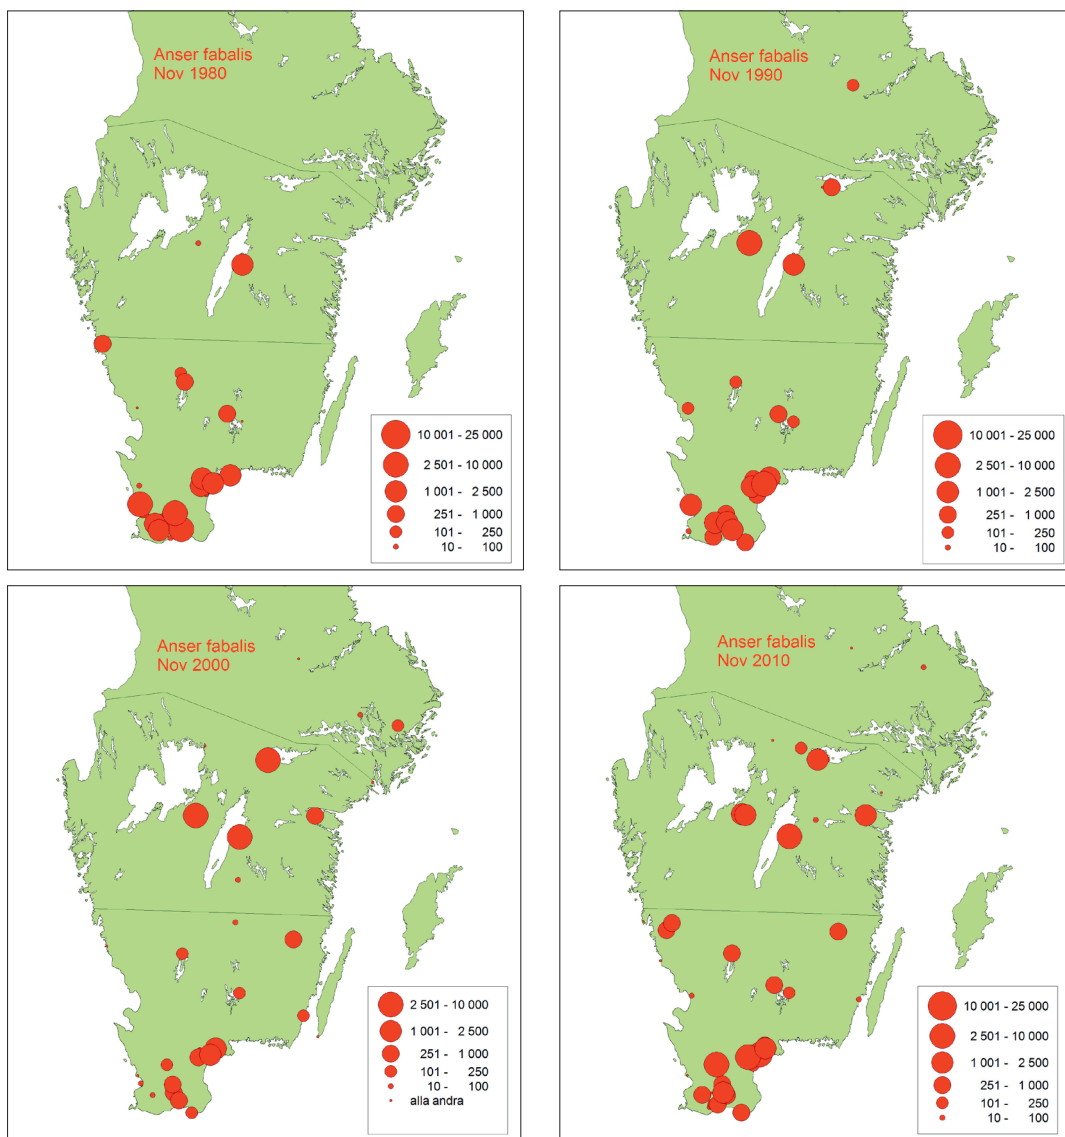 Anser fabalis
Nov 1980
10 001 - 25 000
2 501 - 10 000
1 001 - 2 500
251 - 1 000
101 - 250
10 - 100
Anser fabalis
Nov 1990
10 001 - 25 000
2 501 - 10 000
1 001 - 2 500
251 - 1 000
101 - 250
10 - 100
Anser fabalis
Nov 2000
2 501 - 10 000
1 001 - 2 500
251 - 1 000
101 - 250
10 - 100
alla andra
Anser fabalis
Nov 2010
10 001 - 25 000
2 501 - 10 000
1 001 - 2 500
251 - 1 000
101 - 250
10 - 100